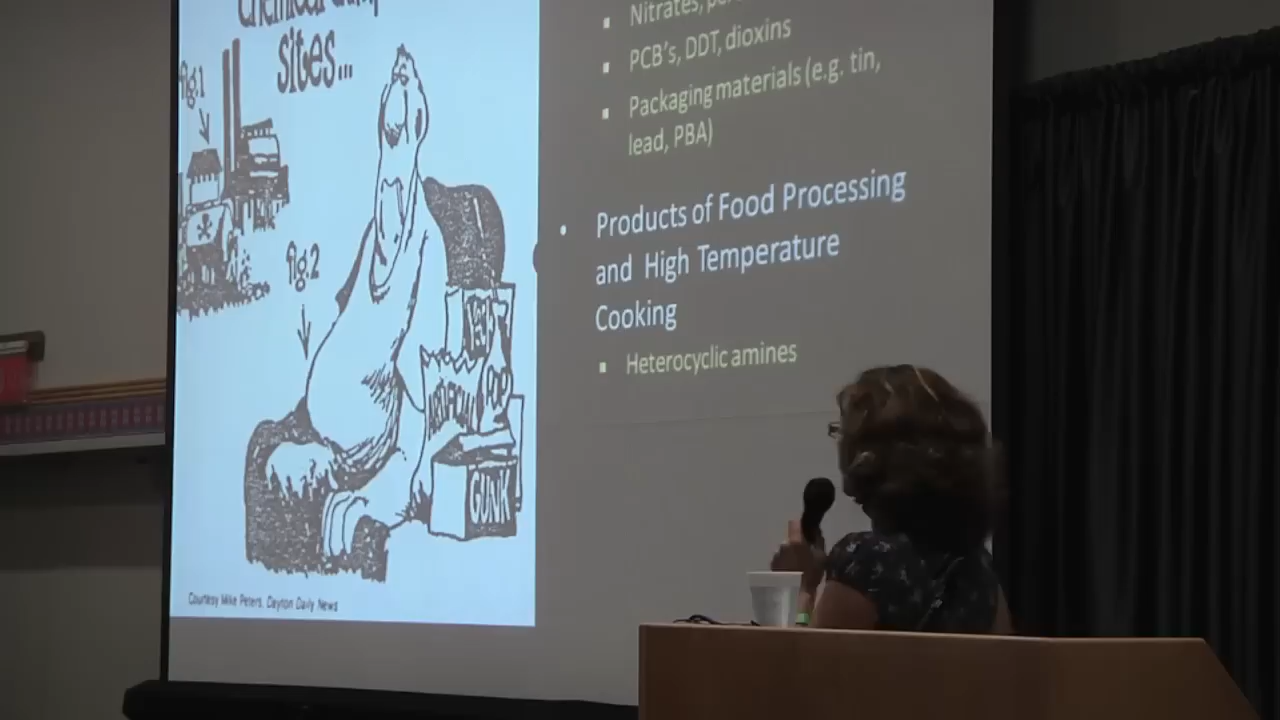 sites...
fig.1
fig.2
GUNK
Courtesy Mike Peters, Dayton Daily News
Nitrates,
PCB's, DDT, dioxins
Packaging materials (e.g. tin,
lead, PBA)
Products of Food Processing
and High Temperature
Cooking
Heterocyclic amines